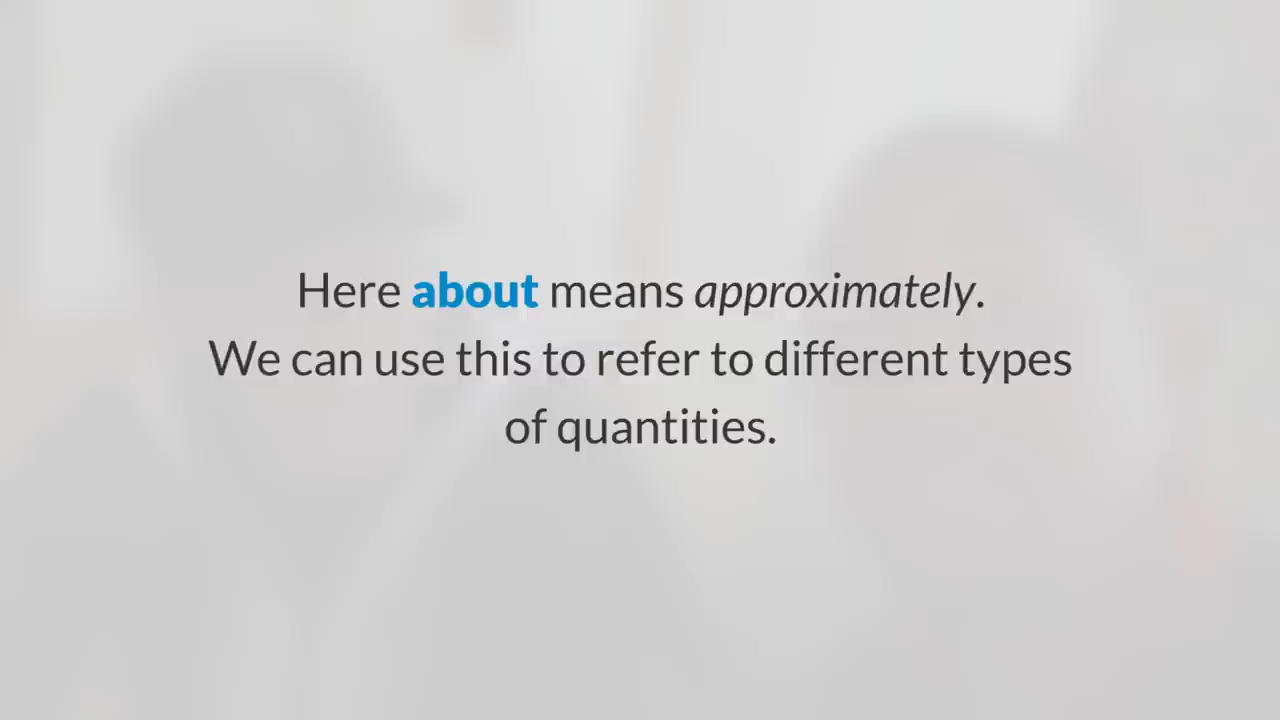 Here about means approximately.
We can use this to refer to different types
of quantities.